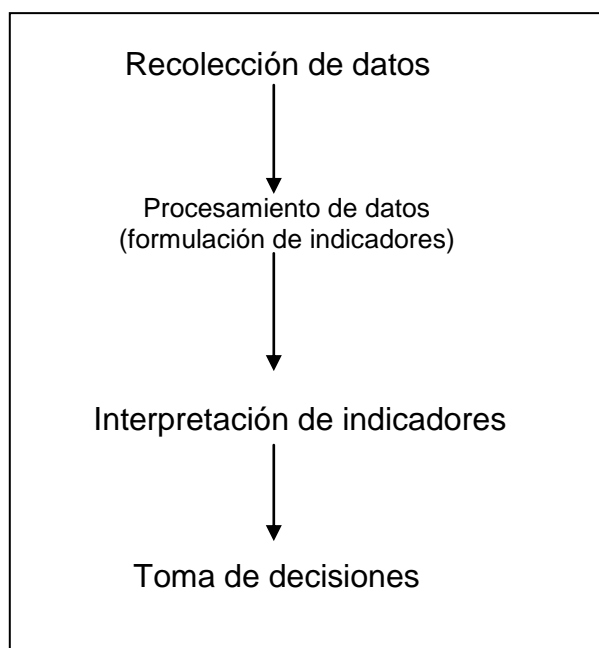 Recolección de datos
Procesamiento de datos
(formulación de indicadores)
Interpretación de indicadores
Toma de decisiones